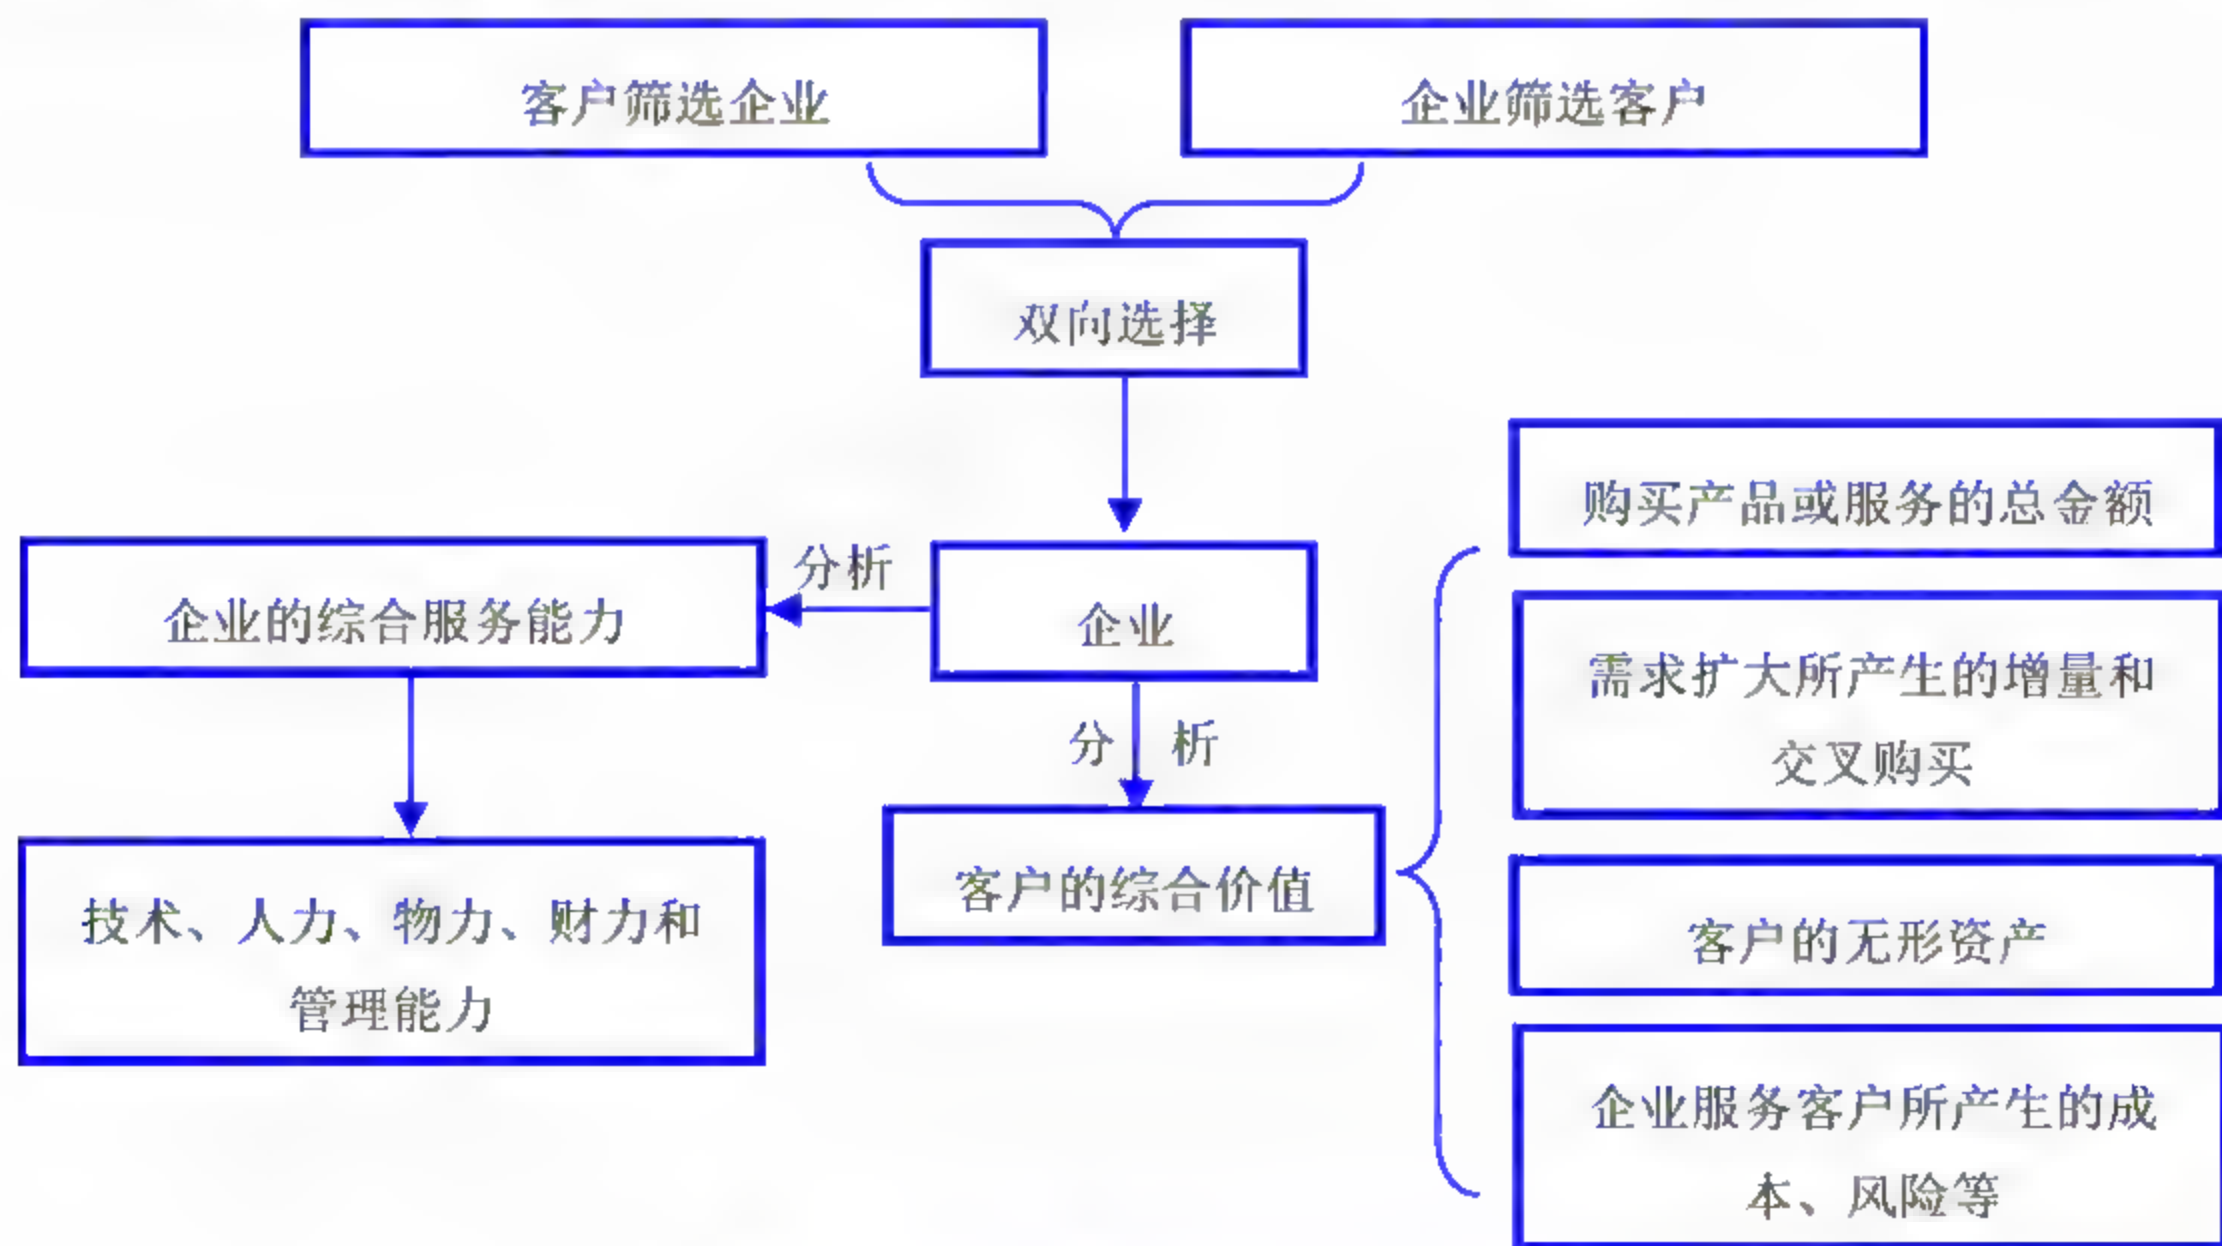 客户筛选企业
企业筛选客户
双向选择
购买产品或服务的总金额
分析
企业的综合服务能力
企业
需求扩大所产生的增量和
交叉购买
分 析
客户的综合价值
技术、人力、物力、财力和
管理能力
客户的无形资产
企业服务客户所产生的成
本、风险等